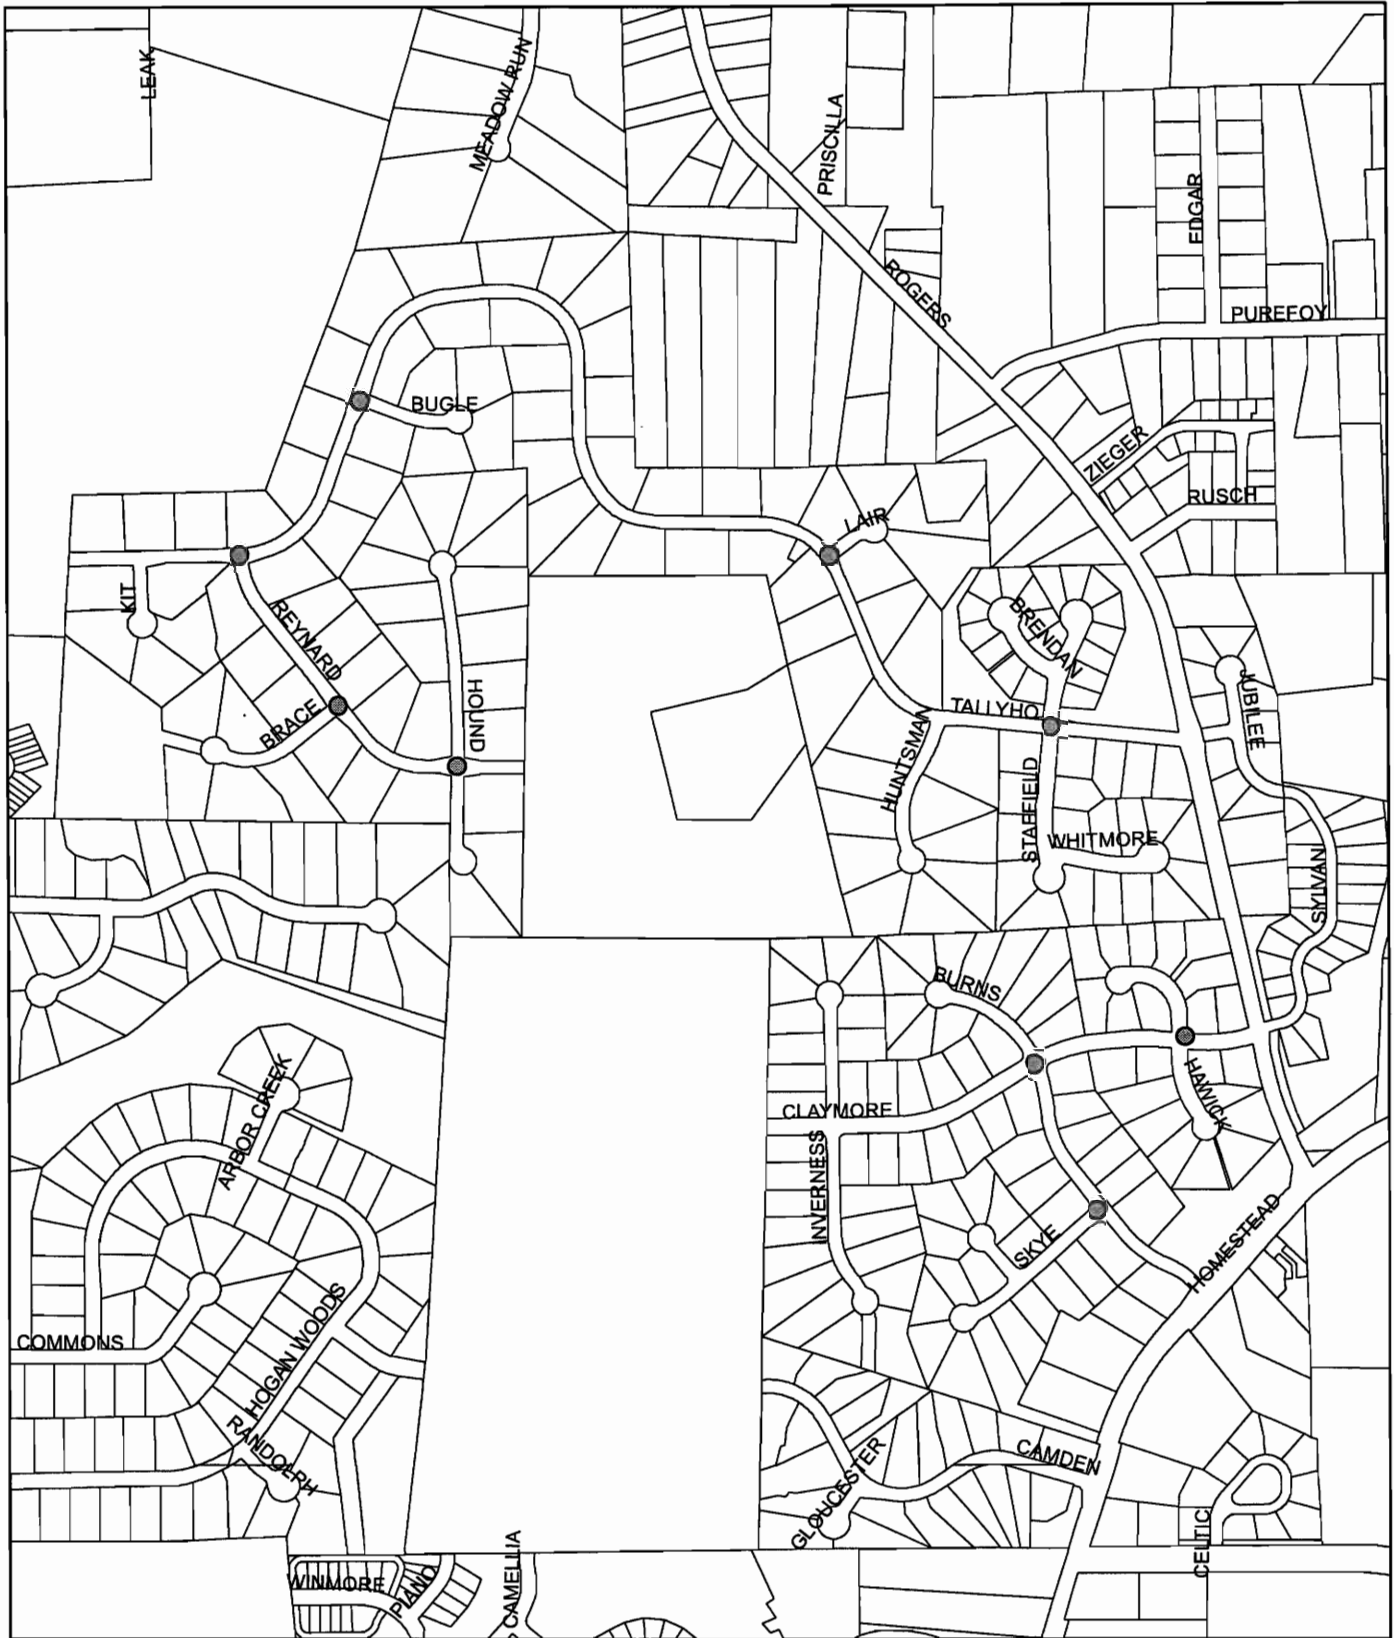 LEAK
MEADOW RUN
PRISCILLA
EDGAR
ROGERS
PUREFOY
BUGLE
ZIEGER
RUSCH
LAIR
KIT
REYNARD
BRENDAN
HOUND
BRACE
TALLYHO
JUBILEE
HUNTSMAN
STAFFIELD
WHITMORE
SYLVAN
BURNS
HAWICK
ARBOR CREEK
CLAYMORE
INVERNESS
SKYE
HOMESTEAD
COMMONS
HOGAN WOODS
RANDOLPH
GLOUCESTER
CAMDEN
CELTIC
WINMORE
PIANO
CAMELLIA